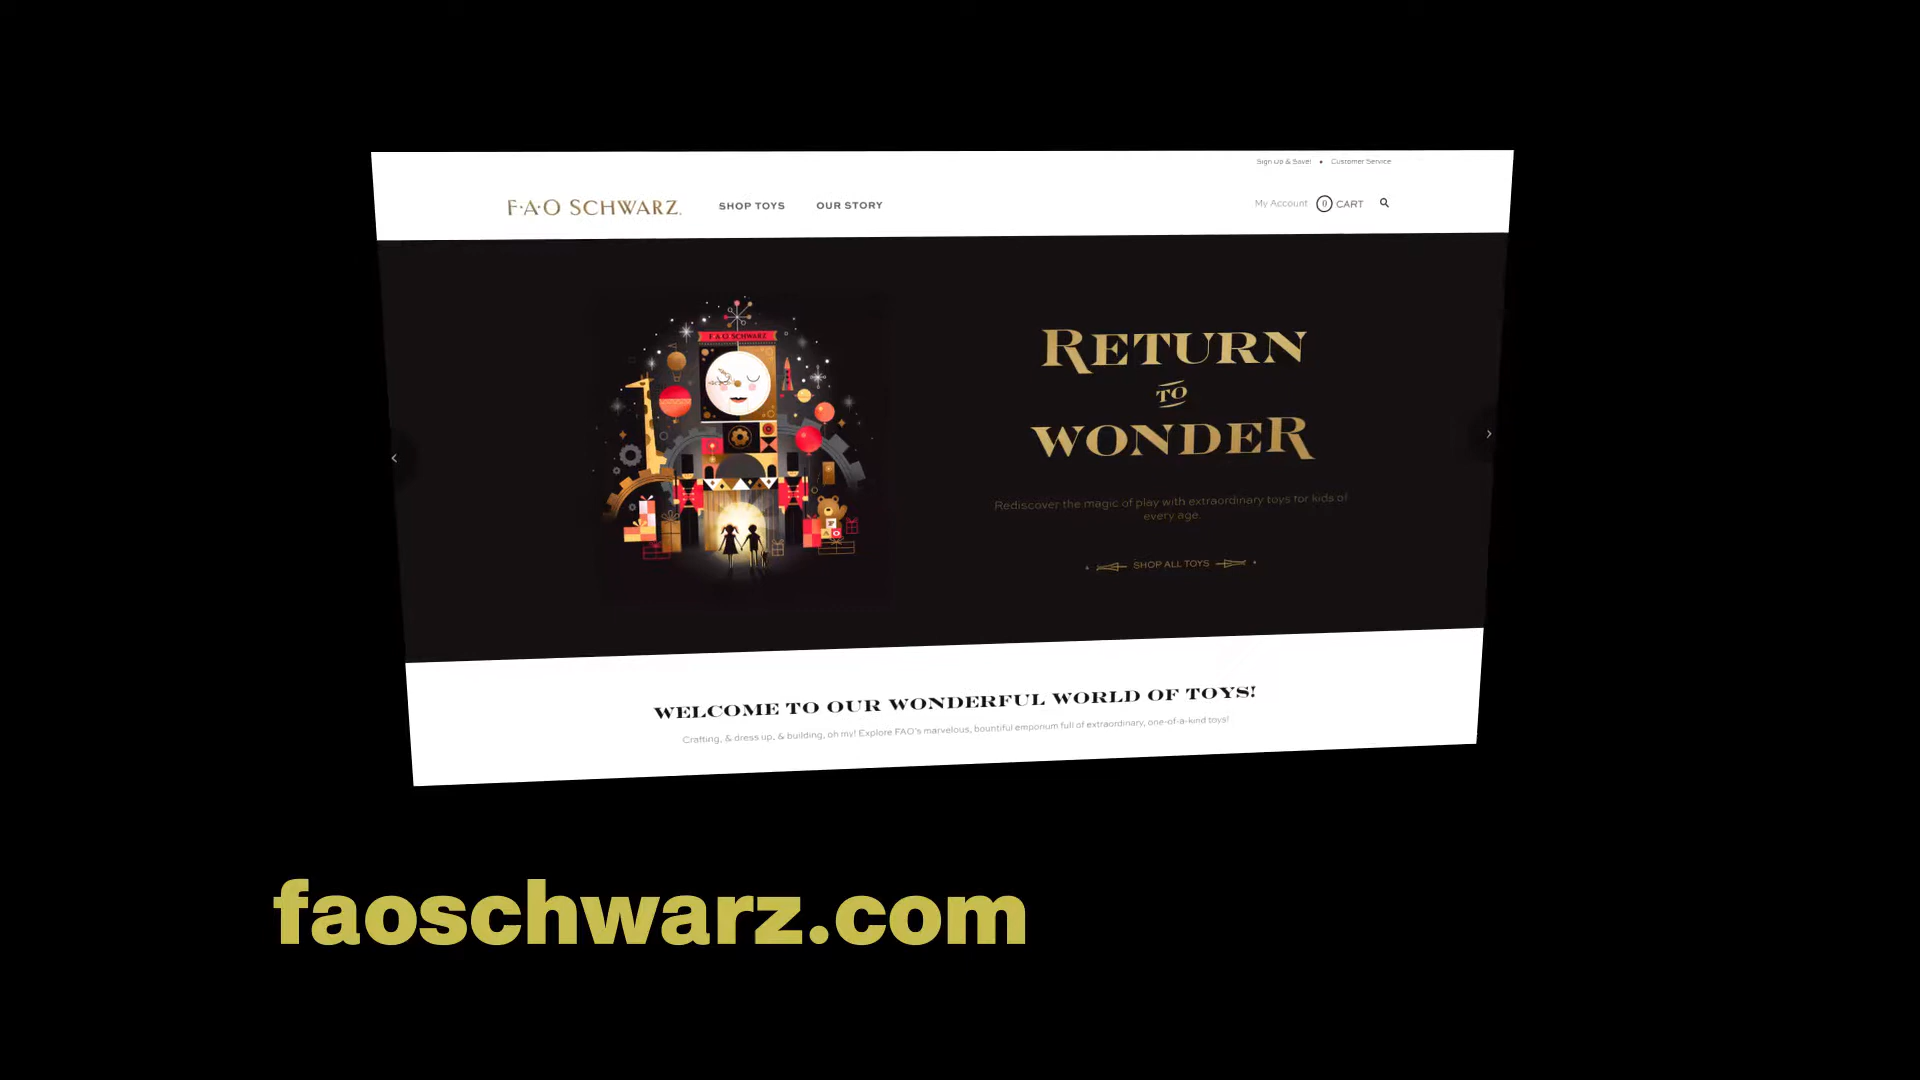 Sign Up & Save! • Customer Service
F·A·O SCHWARZ. SHOP TOYS OUR STORY My Account 0 CART
F·A·O SCHWARZ
RETURN
TO
WONDER
Rediscover the magic of play with extraordinary toys for kids of
every age.
SHOP ALL TOYS
WELCOME TO OUR WONDERFUL WORLD OF TOYS!
Crafting, & dress up, & building, oh my! Explore FAO's marvelous, bountiful emporium full of extraordinary, one-of-a-kind toys!
faoschwarz.com